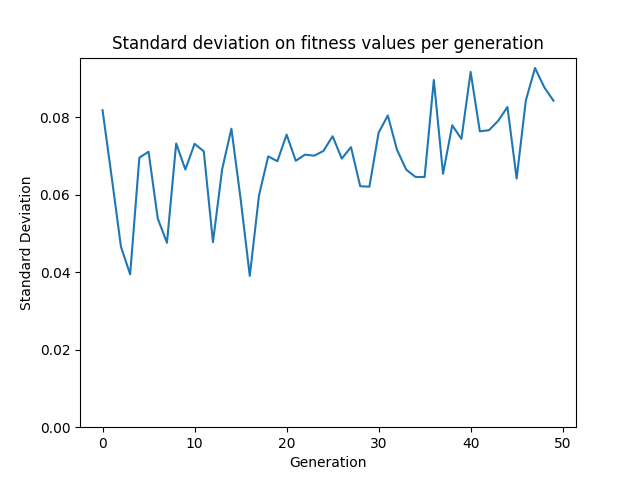 Standard deviation on fitness values per generation
0.08
0.06
0.04
0.02
0.00
Standard Deviation
0 10 20 30 40 50
Generation